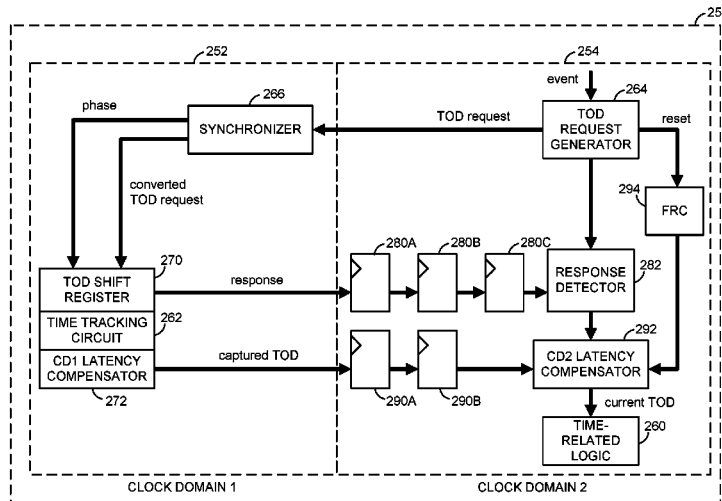 25
252
254
event
266
264
phase
SYNCHRONIZER
TOD request
TOD
REQUEST
GENERATOR
reset
converted
TOD request
294
FRC
270
280A
280B
280C
TOD SHIFT
REGISTER
response
RESPONSE
DETECTOR
282
TIME TRACKING
CIRCUIT
262
292
CD1 LATENCY
COMPENSATOR
captured TOD
CD2 LATENCY
COMPENSATOR
272
290A
290B
current TOD
TIME-
RELATED
LOGIC
260
CLOCK DOMAIN 1
CLOCK DOMAIN 2